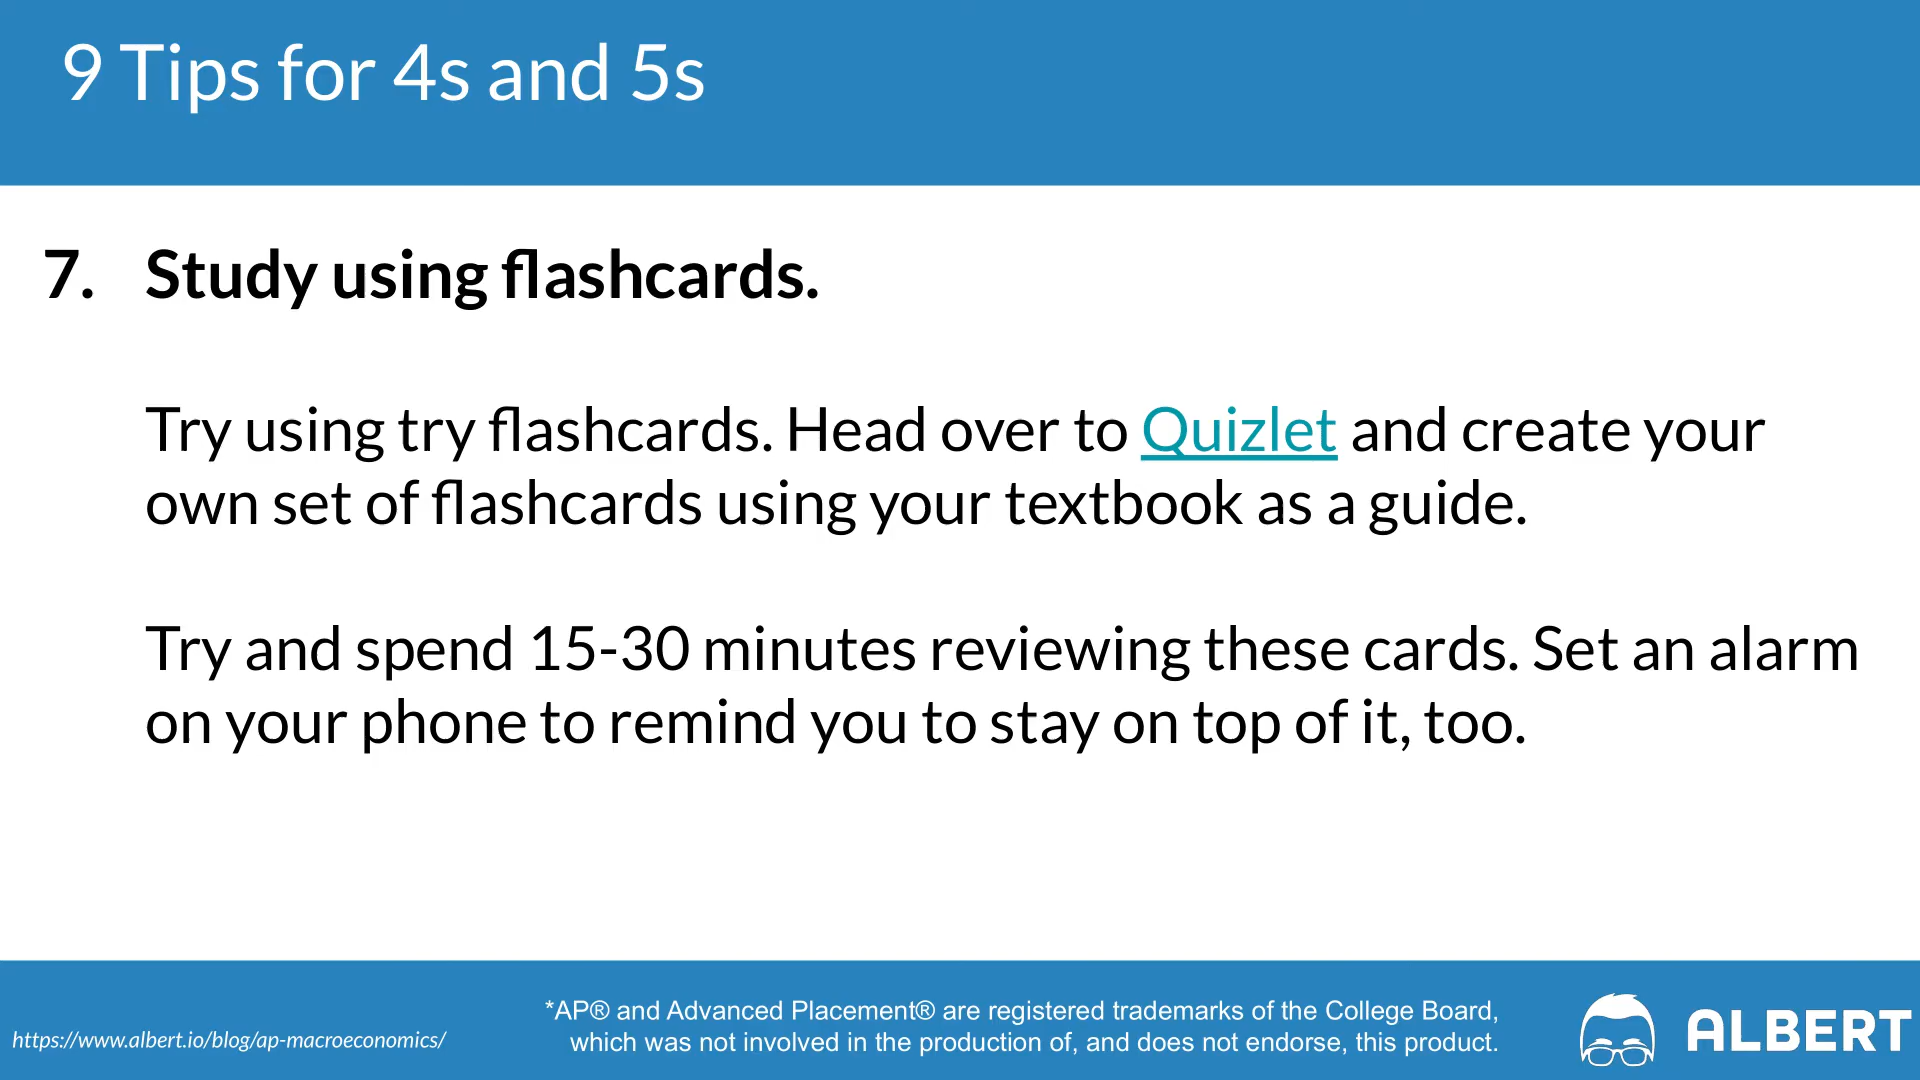 9 Tips for 4s and 5s
7. Study using flashcards.
Try using try flashcards. Head over to Quizlet and create your
own set of flashcards using your textbook as a guide.
Try and spend 15-30 minutes reviewing these cards. Set an alarm
on your phone to remind you to stay on top of it, too.
https://www.albert.io/blog/ap-macroeconomics/
*AP® and Advanced Placement® are registered trademarks of the College Board,
which was not involved in the production of, and does not endorse, this product.
ALBERT